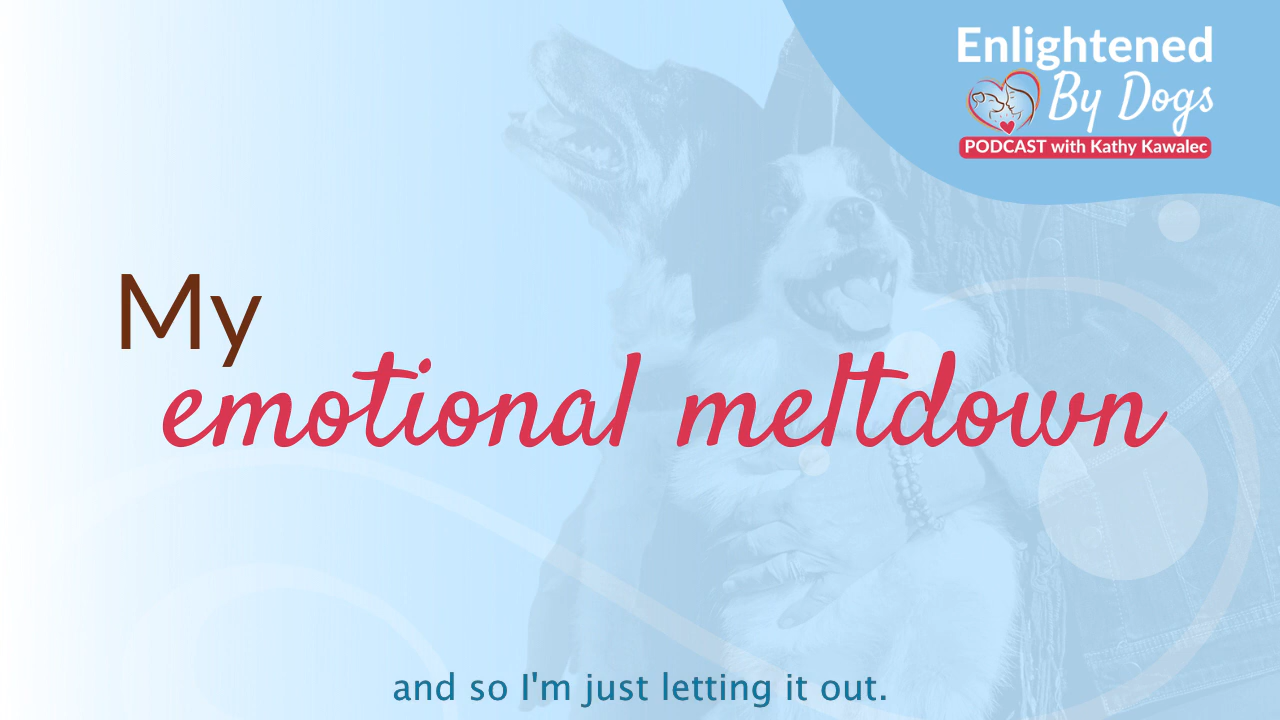 Enlightened
By Dogs
PODCAST with Kathy Kawalec
My
emotional meltdown
and so I'm just letting it out.